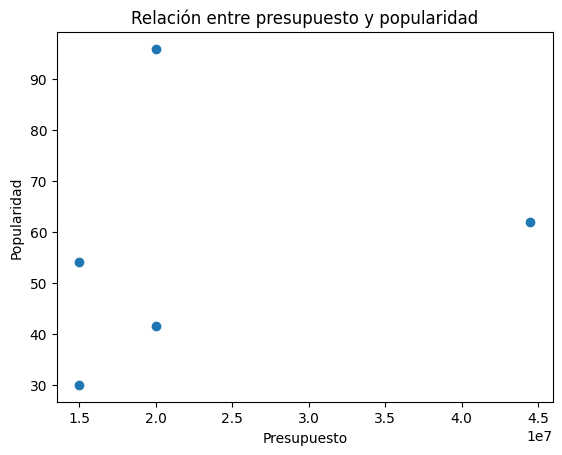 Relación entre presupuesto y popularidad
Popularidad
90
80
70
60
50
40
30
1.5 2.0 2.5 3.0 3.5 4.0 4.5
1e7
Presupuesto